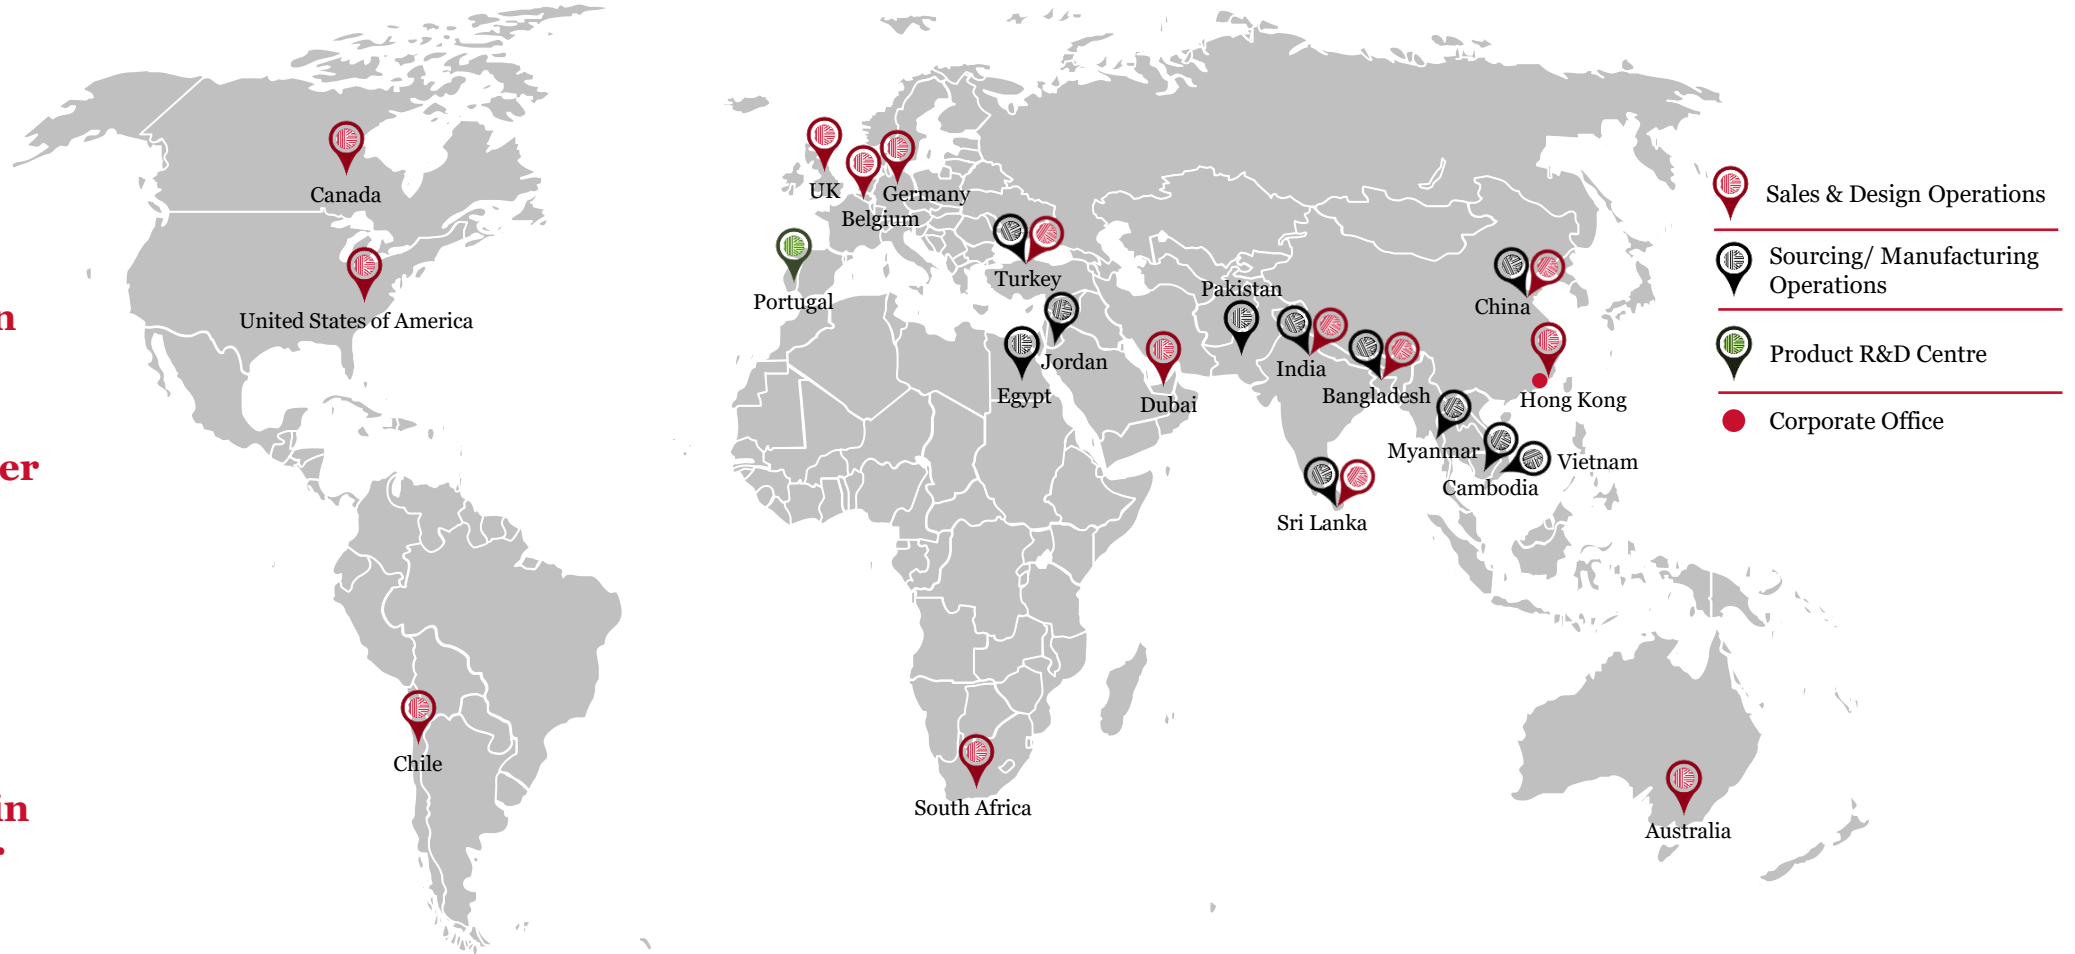 n
er
in
.
Canada
United States of America
Chile
UK
Germany
Belgium
Portugal
Turkey
Jordan
Egypt
Dubai
Pakistan
India
Bangladesh
Sri Lanka
China
Hong Kong
Myanmar
Vietnam
Cambodia
South Africa
Australia
Sales & Design Operations
Sourcing/ Manufacturing
Operations
Product R&D Centre
Corporate Office